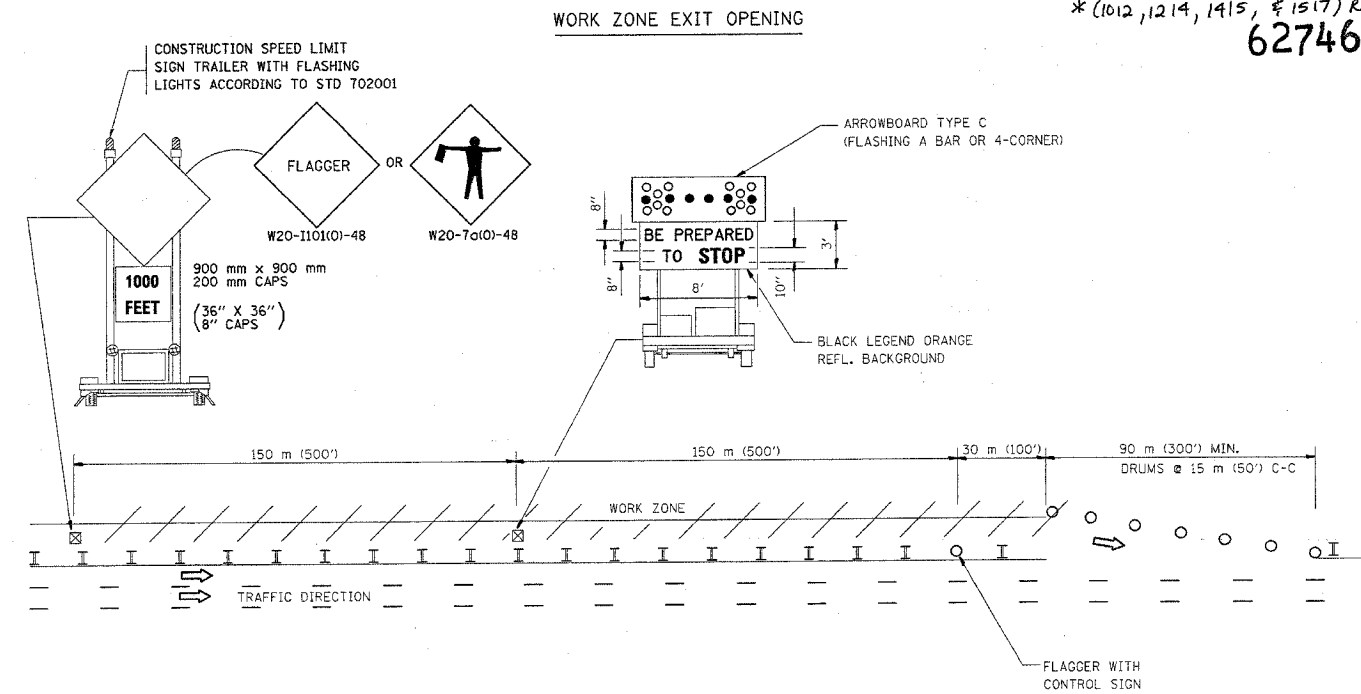 WORK ZONE EXIT OPENING
* (1012, 1214, 1415, & 1517) R
62746
CONSTRUCTION SPEED LIMIT
SIGN TRAILER WITH FLASHING
LIGHTS ACCORDING TO STD 702001
FLAGGER
OR
W20-I101(O)-48
W20-7a(O)-48
1000
FEET
900 mm x 900 mm
200 mm CAPS
(36" X 36"
8" CAPS)
ARROWBOARD TYPE C
(FLASHING A BAR OR 4-CORNER)
8"
BE PREPARED
TO STOP
3'
8"
8'
10"
BLACK LEGEND ORANGE
REFL. BACKGROUND
150 m (500')
150 m (500')
30 m (100')
90 m (300') MIN.
DRUMS @ 15 m (50') C-C
WORK ZONE
TRAFFIC DIRECTION
FLAGGER WITH
CONTROL SIGN